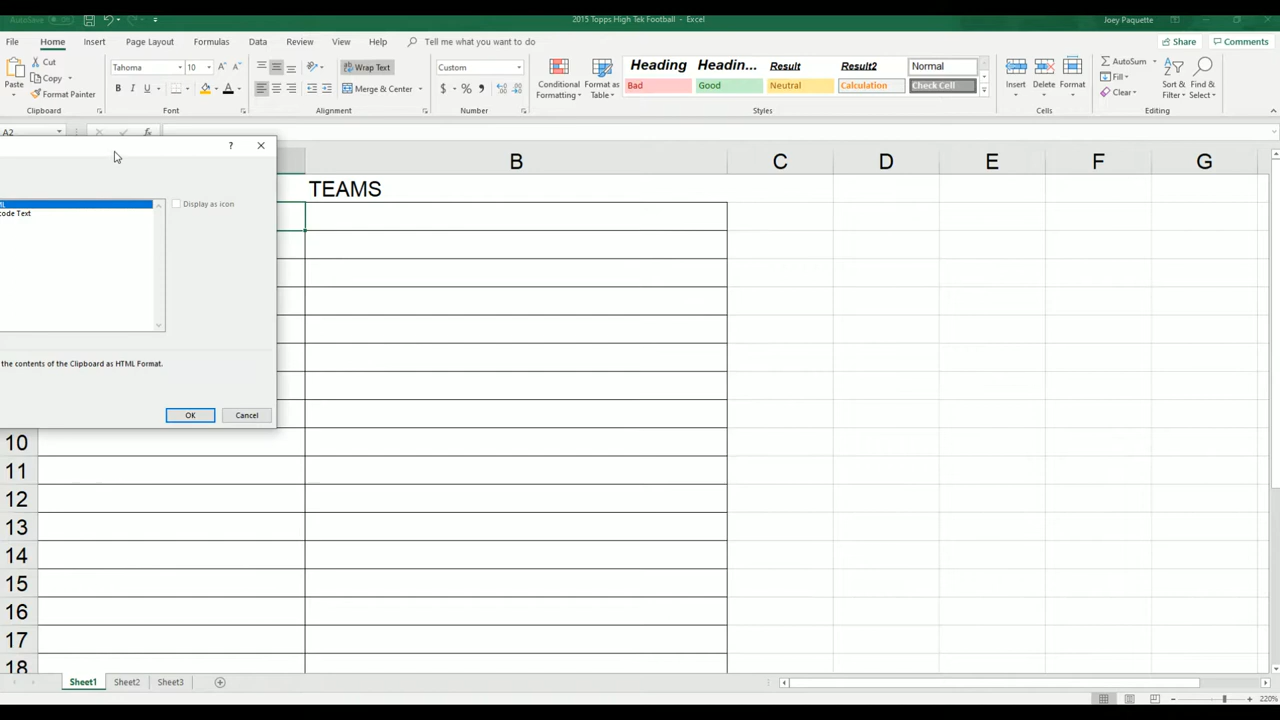 AutoSave
2015 Topps High Tek Football - Excel
Joey Paquette
File Home Insert Page Layout Formulas Data Review View Help Tell me what you want to do
Share Comments
Paste
Cut
Copy
Format Painter
Clipboard
Tahoma 10
B I U
A
Font
Wrap Text
Merge & Center
Alignment
Custom
$ % ,
Number
Conditional Formatting
Format as Table
Heading Headin... Result Result2 Normal
Bad Good Neutral Calculation Check Cell
Styles
Insert Delete Format
Cells
AutoSum
Fill
Clear
Sort & Filter
Find & Select
Editing
A2
fx
?
Display as icon
code Text
the contents of the Clipboard as HTML Format.
OK Cancel
B C D E F G
TEAMS
10
11
12
13
14
15
16
17
18
Sheet1 Sheet2 Sheet3
220%